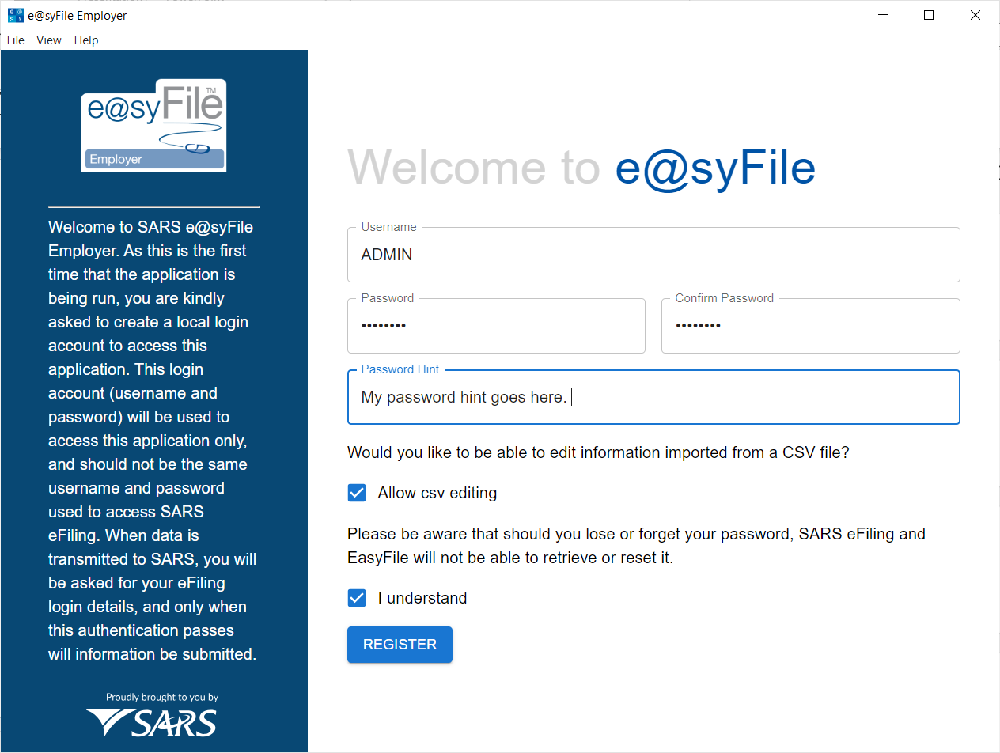 e@syFile Employer
File View Help
e@syFile™
Employer
Welcome to SARS e@syFile
Employer. As this is the first
time that the application is
being run, you are kindly
asked to create a local login
account to access this
application. This login
account (username and
password) will be used to
access this application only,
and should not be the same
username and password
used to access SARS
eFiling. When data is
transmitted to SARS, you will
be asked for your eFiling
login details, and only when
this authentication passes
will information be submitted.
Proudly brought to you by
SARS
Welcome to e@syFile
Username
ADMIN
Password
••••••••
Confirm Password
••••••••
Password Hint
My password hint goes here.
Would you like to be able to edit information imported from a CSV file?
Allow csv editing
Please be aware that should you lose or forget your password, SARS eFiling and
EasyFile will not be able to retrieve or reset it.
I understand
REGISTER